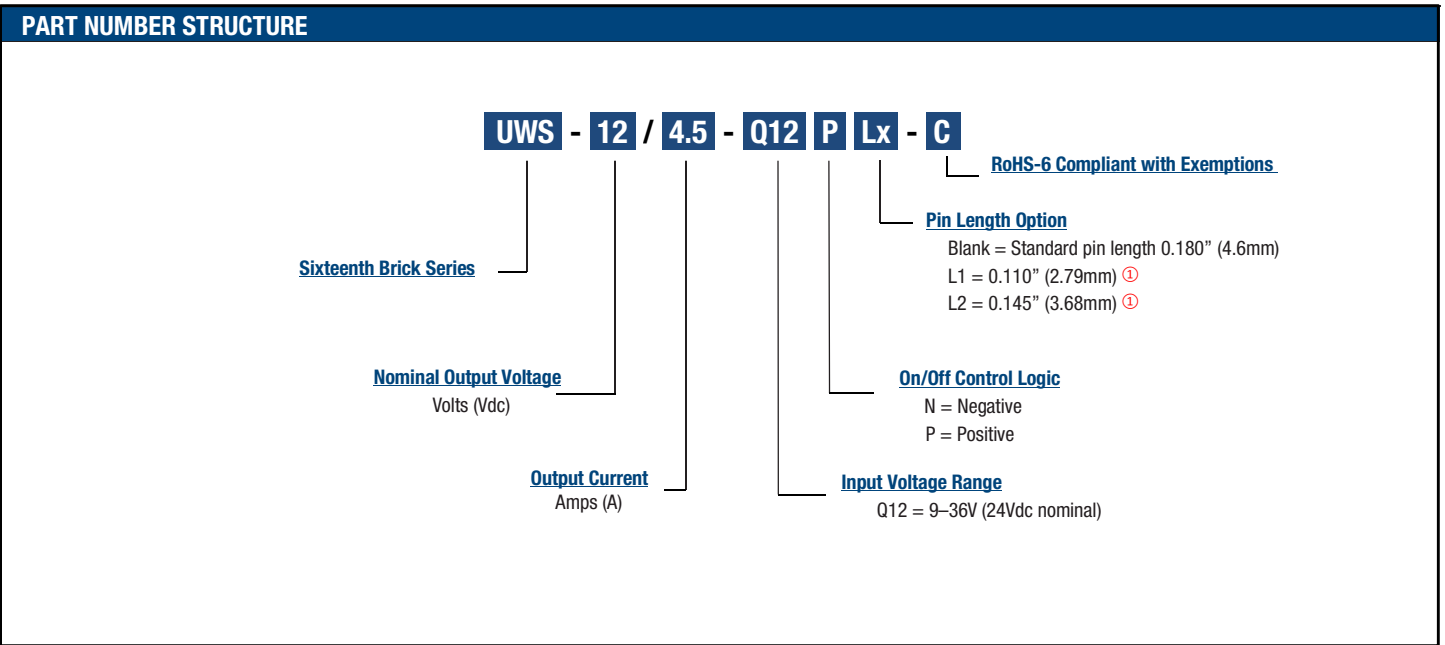 PART NUMBER STRUCTURE
UWS - 12 / 4.5 - Q12 P Lx - C
RoHS-6 Compliant with Exemptions
Pin Length Option
Blank = Standard pin length 0.180” (4.6mm)
L1 = 0.110” (2.79mm) ①
L2 = 0.145” (3.68mm) ①
Sixteenth Brick Series
Nominal Output Voltage
Volts (Vdc)
On/Off Control Logic
N = Negative
P = Positive
Output Current
Amps (A)
Input Voltage Range
Q12 = 9–36V (24Vdc nominal)